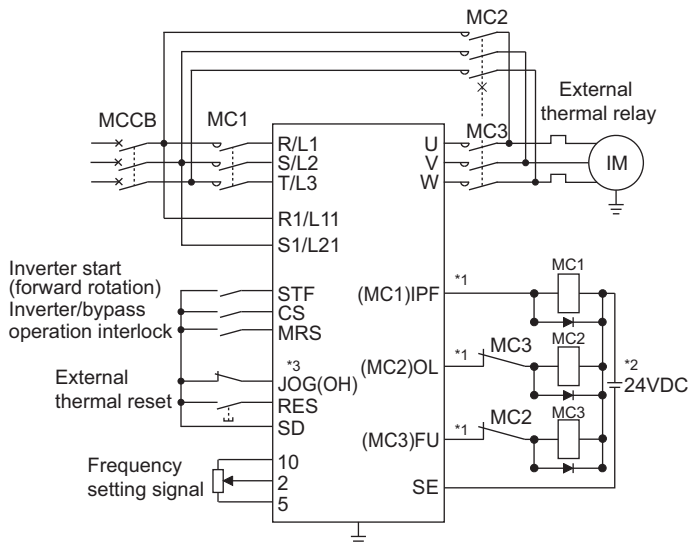 MC2
External
thermal relay
MCCB
MC1
R/L1
S/L2
T/L3
U
V
W
MC3
IM
R1/L11
S1/L21
Inverter start
(forward rotation)
Inverter/bypass
operation interlock
STF
CS
MRS
*3
External
thermal reset
JOG(OH)
RES
SD
Frequency
setting signal
10
2
5
(MC1)IPF
*1
MC1
(MC2)OL
*1
MC3
MC2
*2
24VDC
(MC3)FU
*1
MC2
MC3
SE